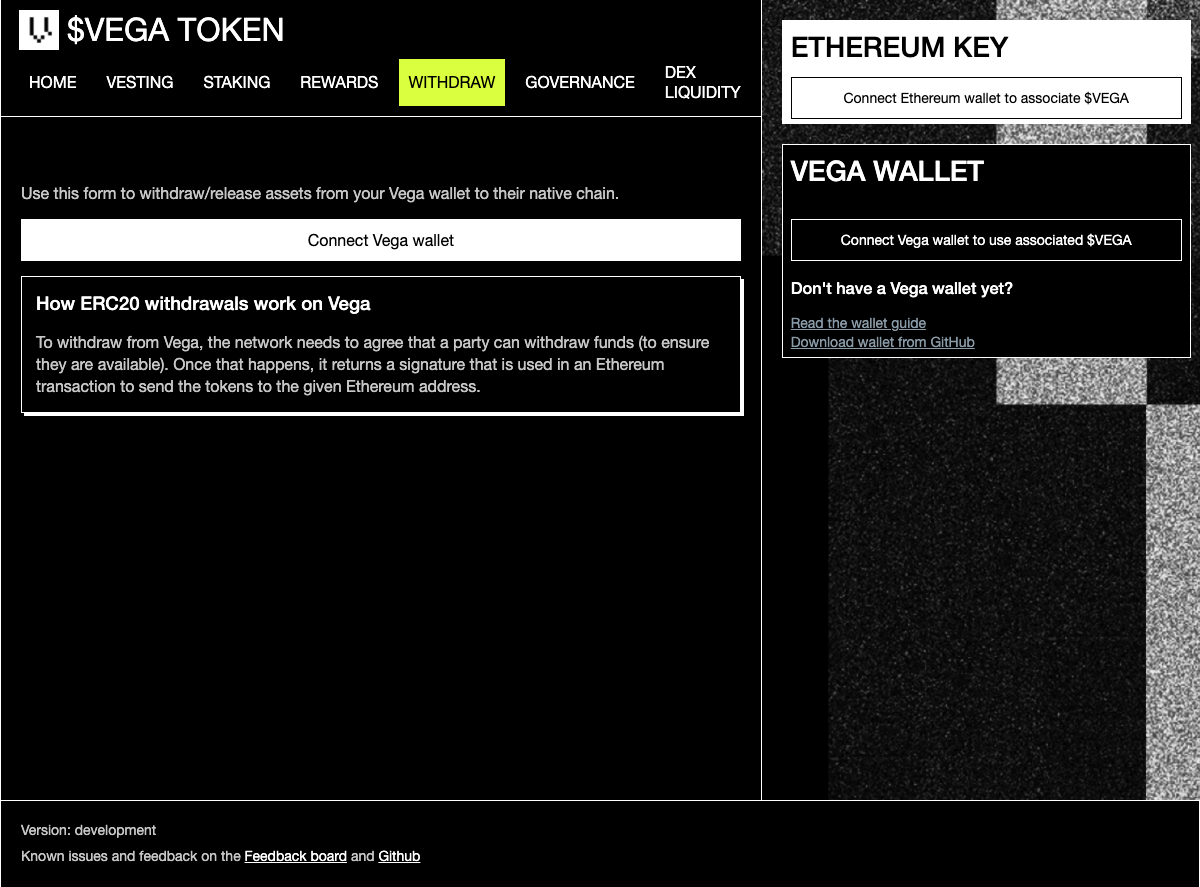 $VEGA TOKEN
HOME
VESTING
STAKING
REWARDS
WITHDRAW
GOVERNANCE
DEX
LIQUIDITY
Use this form to withdraw/release assets from your Vega wallet to their native chain.
Connect Vega wallet
How ERC20 withdrawals work on Vega
To withdraw from Vega, the network needs to agree that a party can withdraw funds (to ensure
they are available). Once that happens, it returns a signature that is used in an Ethereum
transaction to send the tokens to the given Ethereum address.
ETHEREUM KEY
Connect Ethereum wallet to associate $VEGA
VEGA WALLET
Connect Vega wallet to use associated $VEGA
Don't have a Vega wallet yet?
Read the wallet guide
Download wallet from GitHub
Version: development
Known issues and feedback on the Feedback board and Github